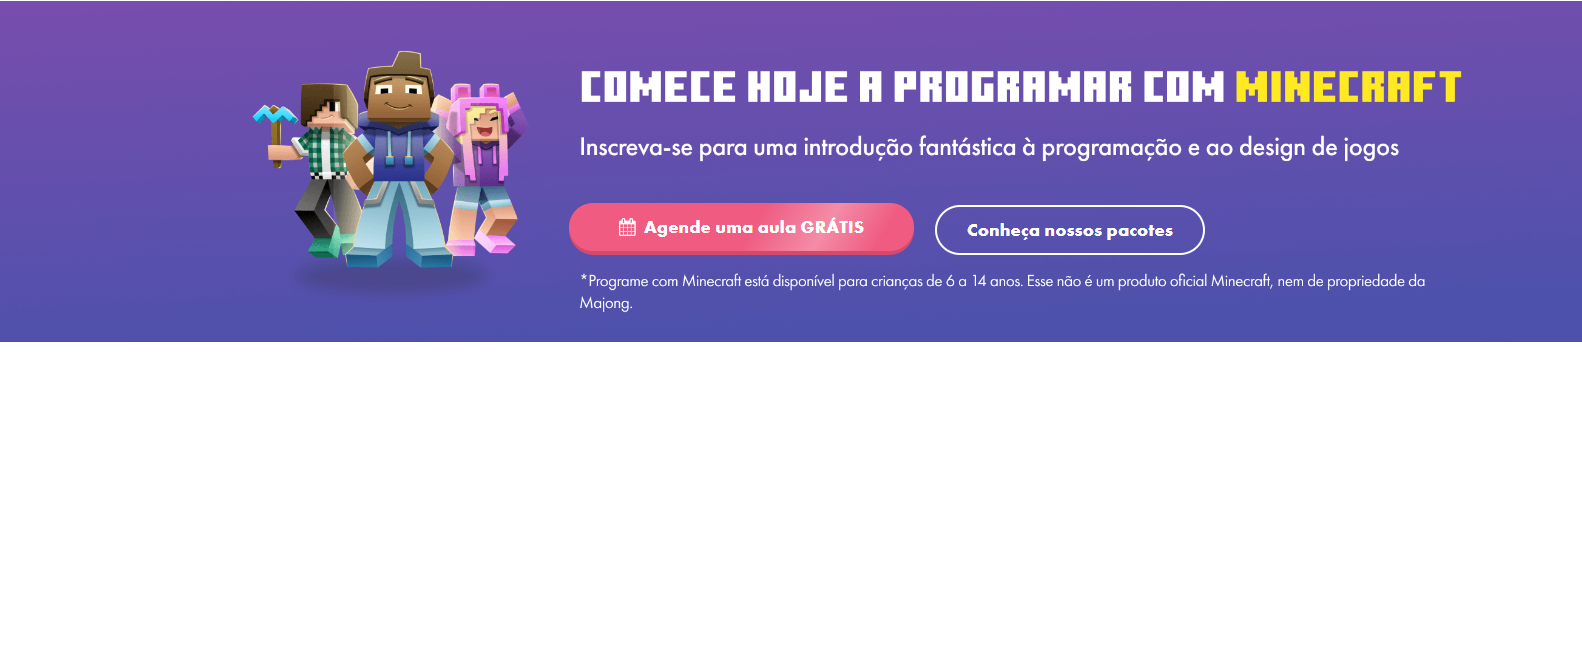 COMECE HOJE A PROGRAMAR COM MINECRAFT
Inscreva-se para uma introdução fantástica à programação e ao design de jogos
Agende uma aula GRÁTIS
Conheça nossos pacotes
*Programe com Minecraft está disponível para crianças de 6 a 14 anos. Esse não é um produto oficial Minecraft, nem de propriedade da
Majong.